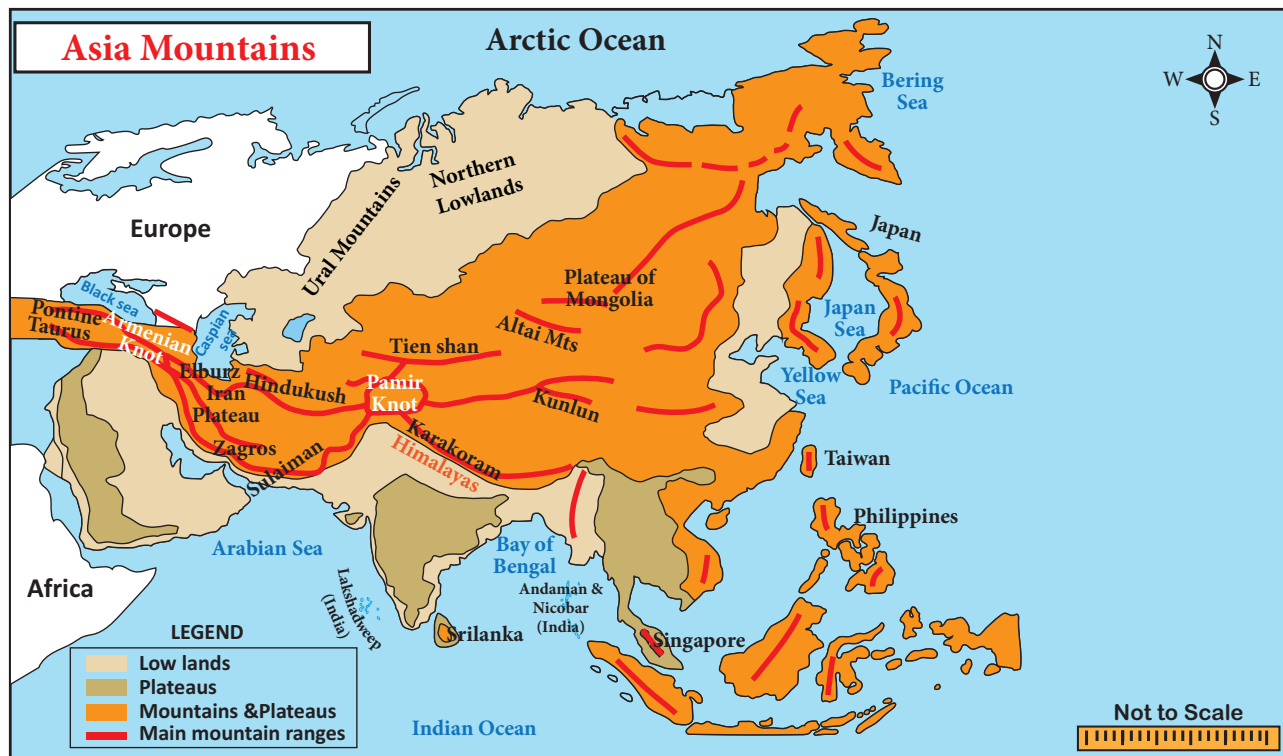 Asia Mountains
Arctic Ocean
N
W
E
S
Bering
Sea
Northern
Lowlands
Ural Mountains
Europe
Japan
Black sea
Caspian
sea
Plateau of
Mongolia
Japan
Sea
Pontine
Taurus
Armenian
Knot
Altai Mts
Tien shan
Elburz
Hindukush
Pamir
Knot
Yellow
Sea
Pacific Ocean
Iran
Plateau
Kunlun
Zagros
Sulaiman
Karakoram
Himalayas
Taiwan
Philippines
Arabian Sea
Bay of
Bengal
Africa
Lakshadweep
(India)
Andaman &
Nicobar
(India)
Srilanka
Singapore
LEGEND
Low lands
Plateaus
Mountains &Plateaus
Main mountain ranges
Indian Ocean
Not to Scale